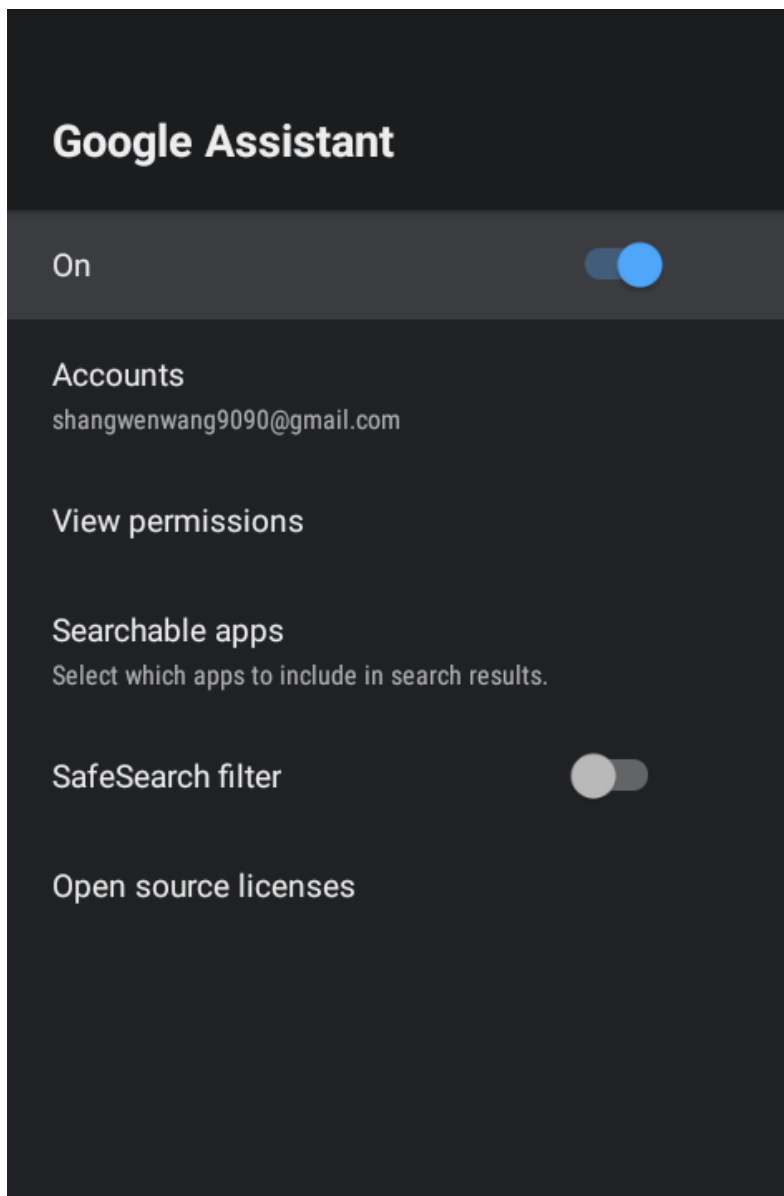 Google Assistant
On
Accounts
shangwenwang9090@gmail.com
View permissions
Searchable apps
Select which apps to include in search results.
SafeSearch filter
Open source licenses